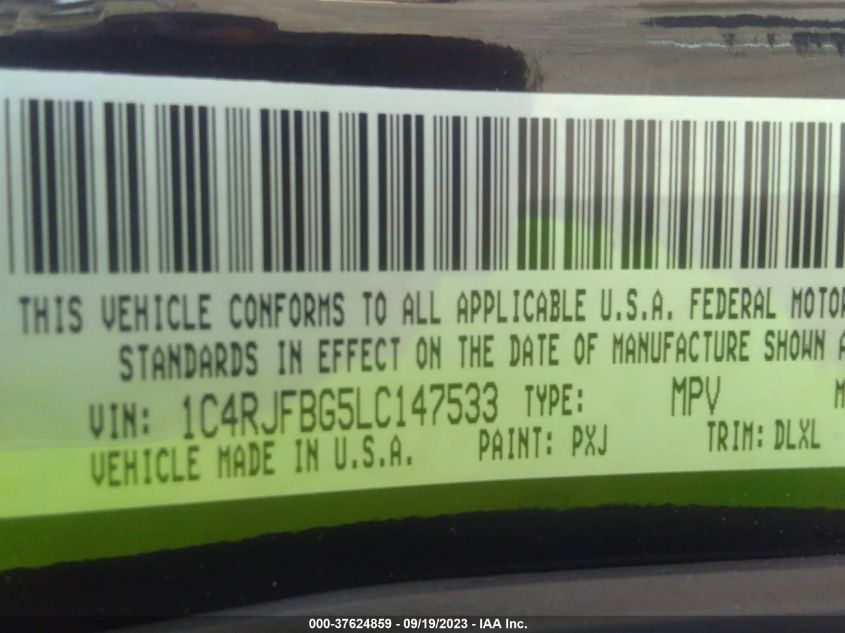 THIS VEHICLE CONFORMS TO ALL APPLICABLE U.S.A. FEDERAL MOTOR
STANDARDS IN EFFECT ON THE DATE OF MANUFACTURE SHOWN A
VIN: 1C4RJFBG5LC147533 TYPE: MPV M
VEHICLE MADE IN U.S.A. PAINT: PXJ TRIM: DLXL
000-37624859 - 09/19/2023 - IAA Inc.